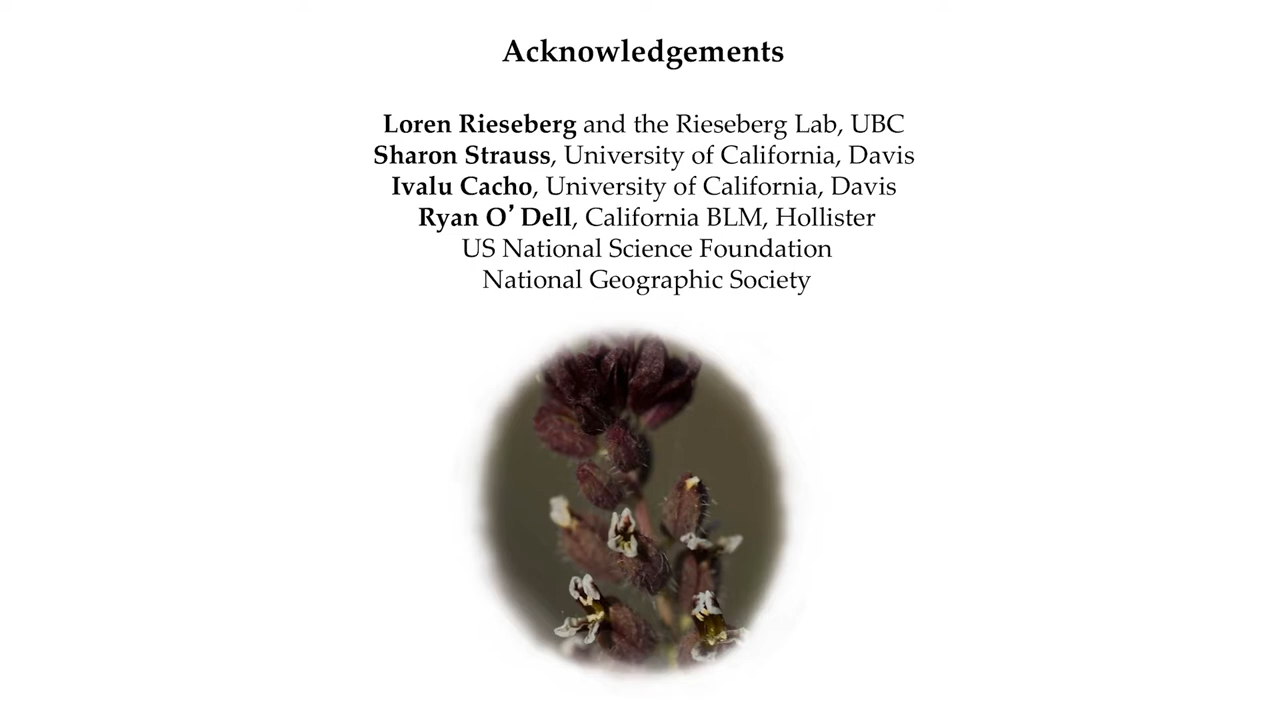 Acknowledgements
Loren Rieseberg and the Rieseberg Lab, UBC
Sharon Strauss, University of California, Davis
Ivalu Cacho, University of California, Davis
Ryan O’Dell, California BLM, Hollister
US National Science Foundation
National Geographic Society